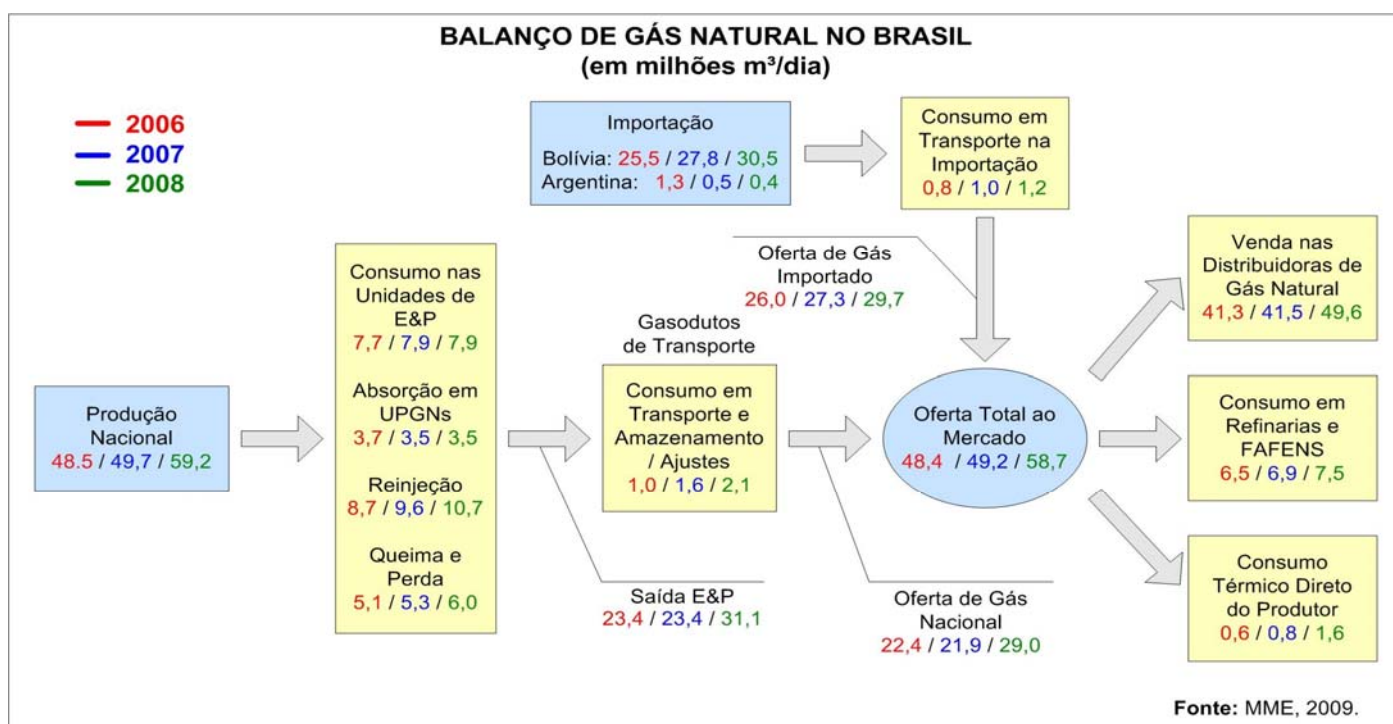 BALANÇO DE GÁS NATURAL NO BRASIL
(em milhões m³/dia)
2006
2007
2008
Importação
Bolívia: 25,5 / 27,8 / 30,5
Argentina: 1,3 / 0,5 / 0,4
Consumo em
Transporte na
Importação
0,8 / 1,0 / 1,2
Oferta de Gás
Importado
26,0 / 27,3 / 29,7
Produção
Nacional
48.5 / 49,7 / 59,2
Consumo nas
Unidades de
E&P
7,7 / 7,9 / 7,9
Absorção em
UPGNs
3,7 / 3,5 / 3,5
Reinjeção
8,7 / 9,6 / 10,7
Queima e
Perda
5,1 / 5,3 / 6,0
Saída E&P
23,4 / 23,4 / 31,1
Gasodutos
de Transporte
Consumo em
Transporte e
Amazenamento
/ Ajustes
1,0 / 1,6 / 2,1
Oferta de Gás
Nacional
22,4 / 21,9 / 29,0
Oferta Total ao
Mercado
48,4 / 49,2 / 58,7
Venda nas
Distribuidoras de
Gás Natural
41,3 / 41,5 / 49,6
Consumo em
Refinarias e
FAFENS
6,5 / 6,9 / 7,5
Consumo
Térmico Direto
do Produtor
0,6 / 0,8 / 1,6
Fonte: MME, 2009.